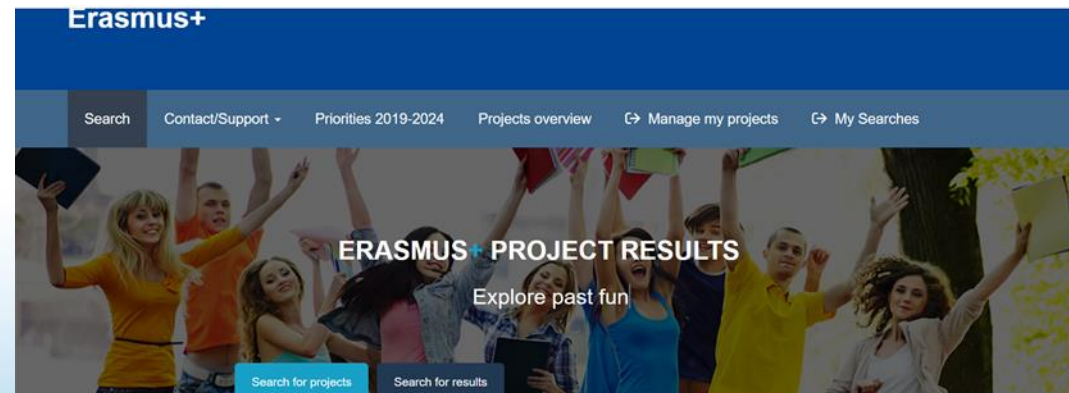 Erasmus+
Search Contact/Support Priorities 2019-2024 Projects overview Manage my projects My Searches
ERASMUS+ PROJECT RESULTS
Explore past fun
Search for projects Search for results